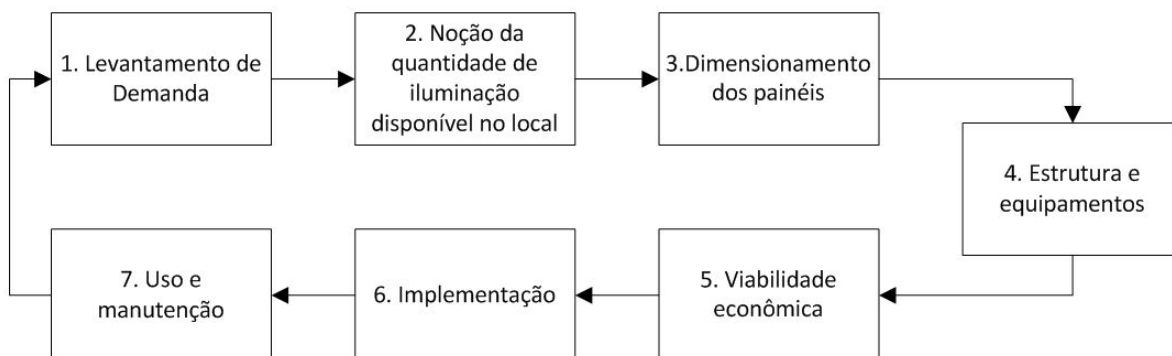 1. Levantamento de
Demanda
2. Noção da
quantidade de
iluminação
disponível no local
3.Dimensionamento
dos painéis
4. Estrutura e
equipamentos
5. Viabilidade
econômica
6. Implementação
7. Uso e
manutenção